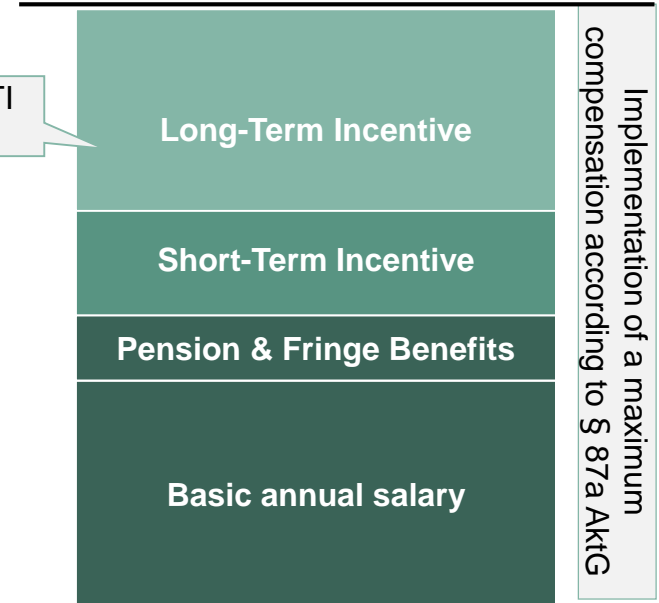 TI
Long-Term Incentive
Short-Term Incentive
Pension & Fringe Benefits
Basic annual salary
Implementation of a maximum
compensation according to § 87a AktG